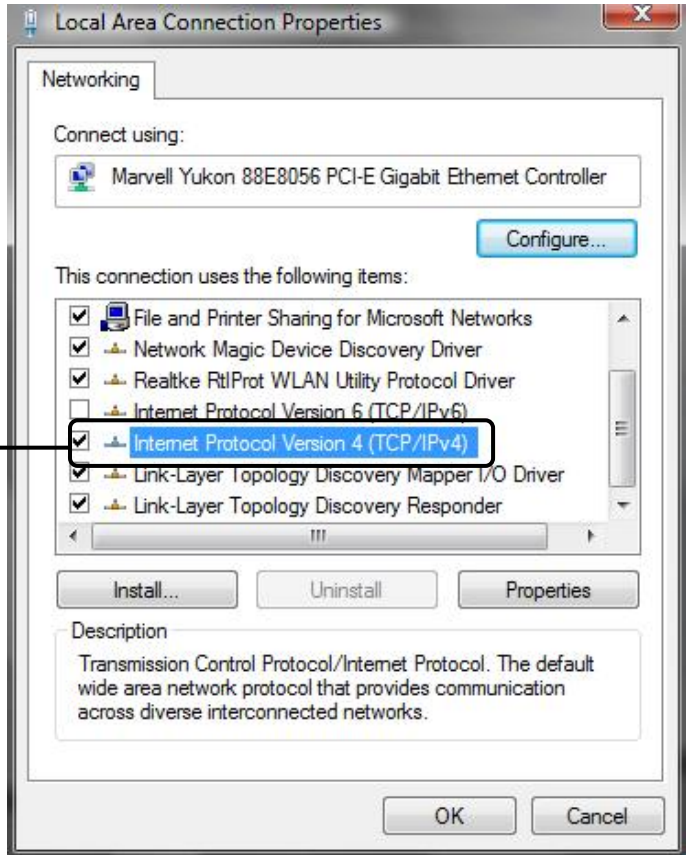 Local Area Connection Properties
Networking
Connect using:
Marvell Yukon 88E8056 PCI-E Gigabit Ethernet Controller
Configure...
This connection uses the following items:
File and Printer Sharing for Microsoft Networks
Network Magic Device Discovery Driver
Realtke RtlProt WLAN Utility Protocol Driver
Internet Protocol Version 6 (TCP/IPv6)
Internet Protocol Version 4 (TCP/IPv4)
Link-Layer Topology Discovery Mapper I/O Driver
Link-Layer Topology Discovery Responder
Install... Uninstall Properties
Description
Transmission Control Protocol/Internet Protocol. The default
wide area network protocol that provides communication
across diverse interconnected networks.
OK Cancel